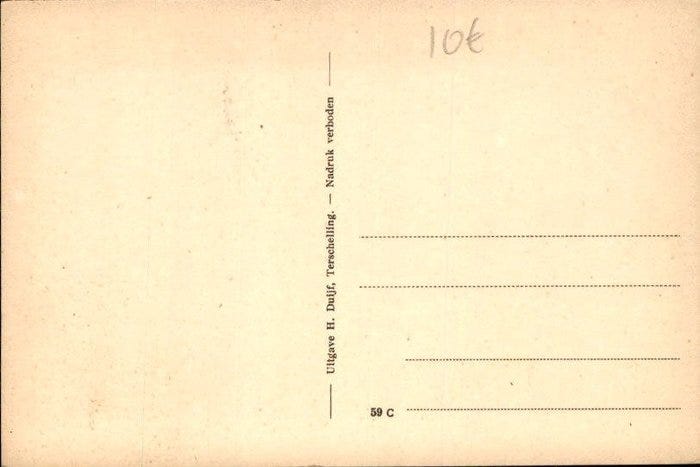 10€
Uitgave H. Duijf, Terschelling. — Nadruk verboden
59 C